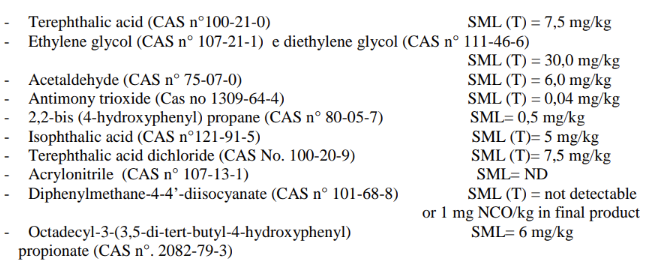 - Terephthalic acid (CAS n°100-21-0) SML (T) = 7,5 mg/kg
- Ethylene glycol (CAS n° 107-21-1) e diethylene glycol (CAS n° 111-46-6)
SML (T) = 30,0 mg/kg
- Acetaldehyde (CAS n° 75-07-0) SML (T) = 6,0 mg/kg
- Antimony trioxide (Cas no 1309-64-4) SML (T) = 0,04 mg/kg
- 2,2-bis (4-hydroxyphenyl) propane (CAS n° 80-05-7) SML= 0,5 mg/kg
- Isophthalic acid (CAS n°121-91-5) SML (T)= 5 mg/kg
- Terephthalic acid dichloride (CAS No. 100-20-9) SML (T)= 7,5 mg/kg
- Acrylonitrile (CAS n° 107-13-1) SML= ND
- Diphenylmethane-4-4’-diisocyanate (CAS n° 101-68-8) SML (T) = not detectable
or 1 mg NCO/kg in final product
- Octadecyl-3-(3,5-di-tert-butyl-4-hydroxyphenyl) SML= 6 mg/kg
propionate (CAS n°. 2082-79-3)